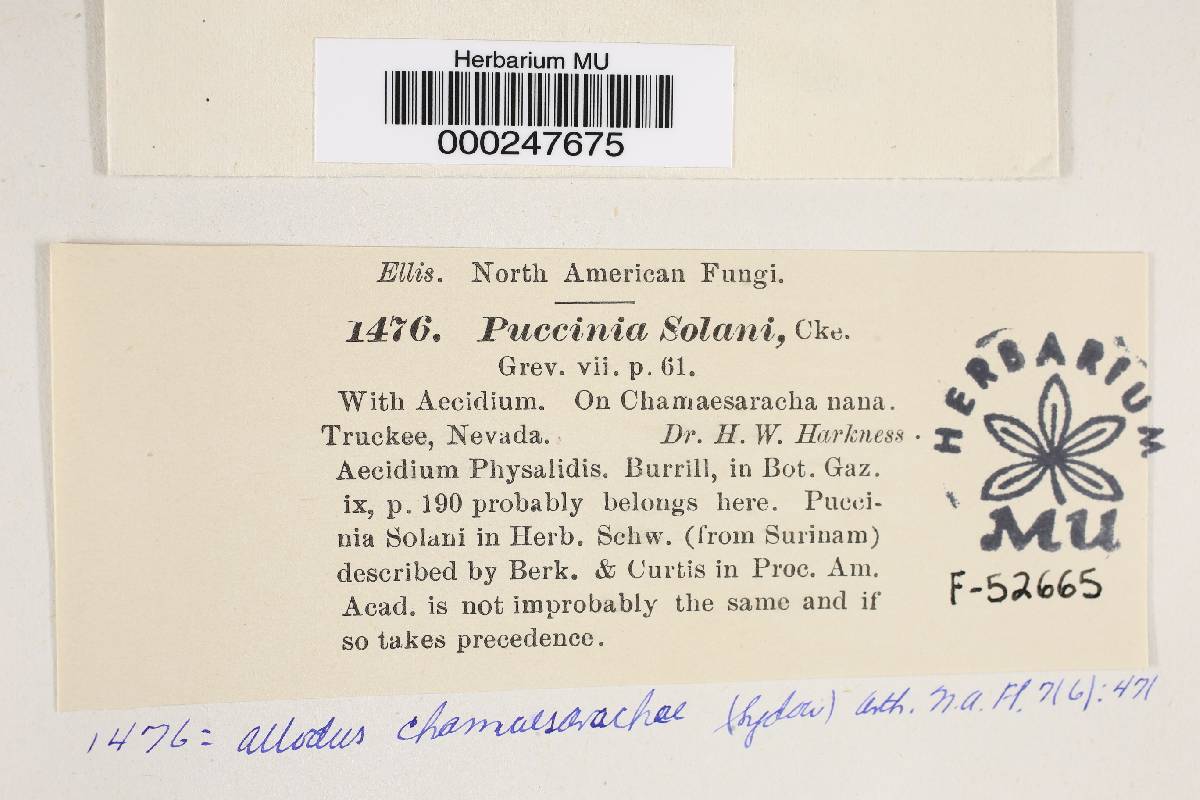 Herbarium MU
000247675
Ellis. North American Fungi.
1476. Puccinia Solani, Cke.
Grev. vii. p. 61.
With Aecidium. On Chamaesaracha nana.
Truckee, Nevada. Dr. H. W. Harkness.
Aecidium Physalidis. Burrill, in Bot. Gaz.
ix, p. 190 probably belongs here. Pucci-
nia Solani in Herb. Schw. (from Surinam)
described by Berk. & Curtis in Proc. Am.
Acad. is not improbably the same and if
so takes precedence.
HERBARIUM
MU
F-52665
1476 = Allodus chamaesarachae (Sydow) Arth. N.A. Fl. 7(6):471